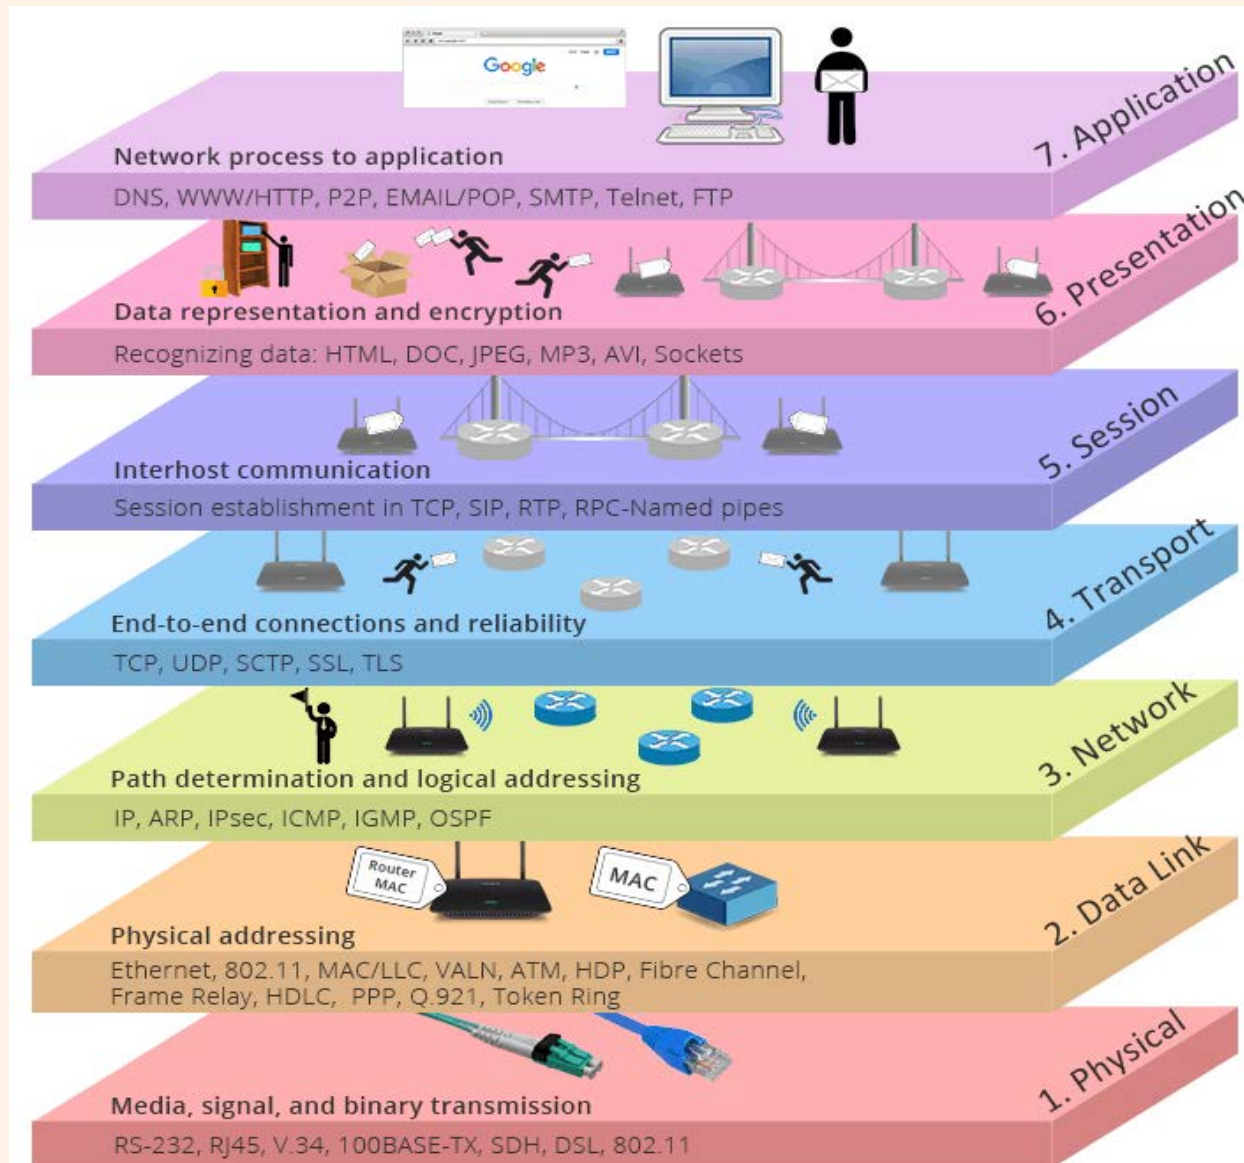 Google
7. Application
Network process to application
DNS, WWW/HTTP, P2P, EMAIL/POP, SMTP, Telnet, FTP
6. Presentation
Data representation and encryption
Recognizing data: HTML, DOC, JPEG, MP3, AVI, Sockets
5. Session
Interhost communication
Session establishment in TCP, SIP, RTP, RPC-Named pipes
4. Transport
End-to-end connections and reliability
TCP, UDP, SCTP, SSL, TLS
3. Network
Path determination and logical addressing
IP, ARP, IPsec, ICMP, IGMP, OSPF
Router
MAC
MAC
2. Data Link
Physical addressing
Ethernet, 802.11, MAC/LLC, VALN, ATM, HDP, Fibre Channel,
Frame Relay, HDLC, PPP, Q.921, Token Ring
1. Physical
Media, signal, and binary transmission
RS-232, RJ45, V.34, 100BASE-TX, SDH, DSL, 802.11